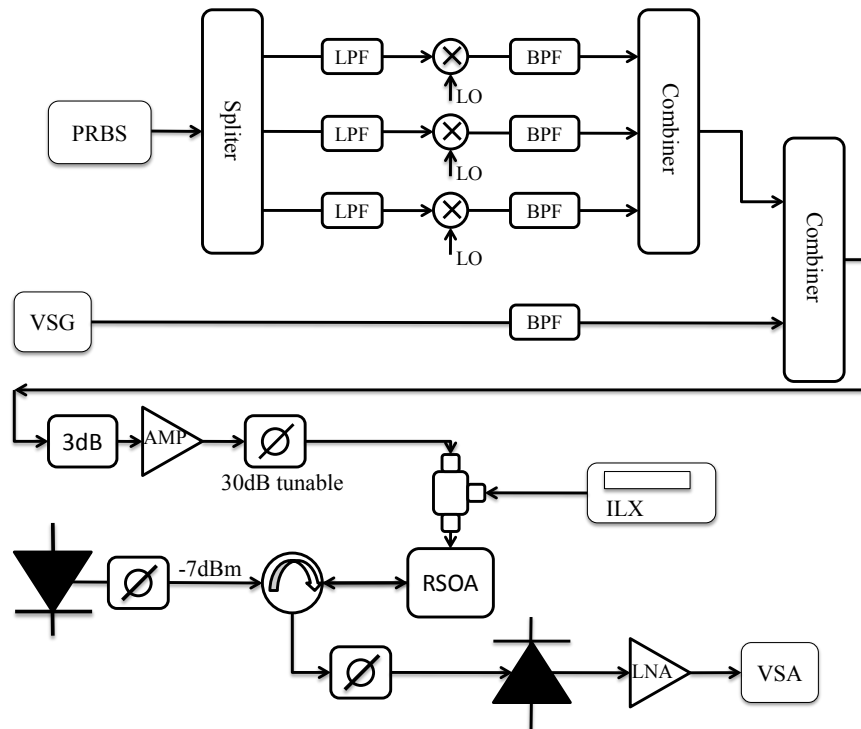 PRBS
Spliter
LPF
BPF
LO
LPF
BPF
LO
LPF
BPF
LO
Combiner
Combiner
VSG
BPF
3dB
AMP
30dB tunable
ILX
-7dBm
RSOA
LNA
VSA